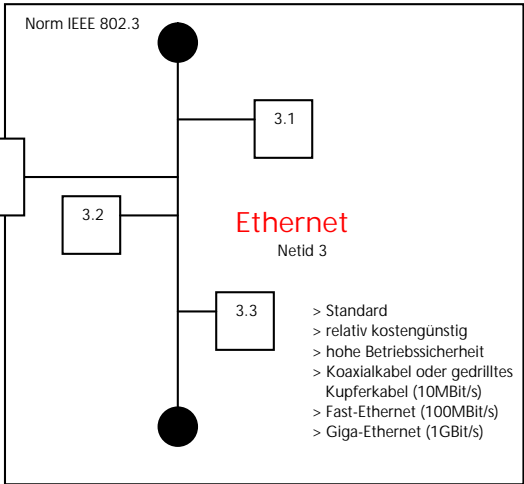 Norm IEEE 802.3
3.1
3.2
Ethernet
Netid 3
3.3
> Standard
> relativ kostengünstig
> hohe Betriebssicherheit
> Koaxialkabel oder gedrilltes
Kupferkabel (10MBit/s)
> Fast-Ethernet (100MBit/s)
> Giga-Ethernet (1GBit/s)